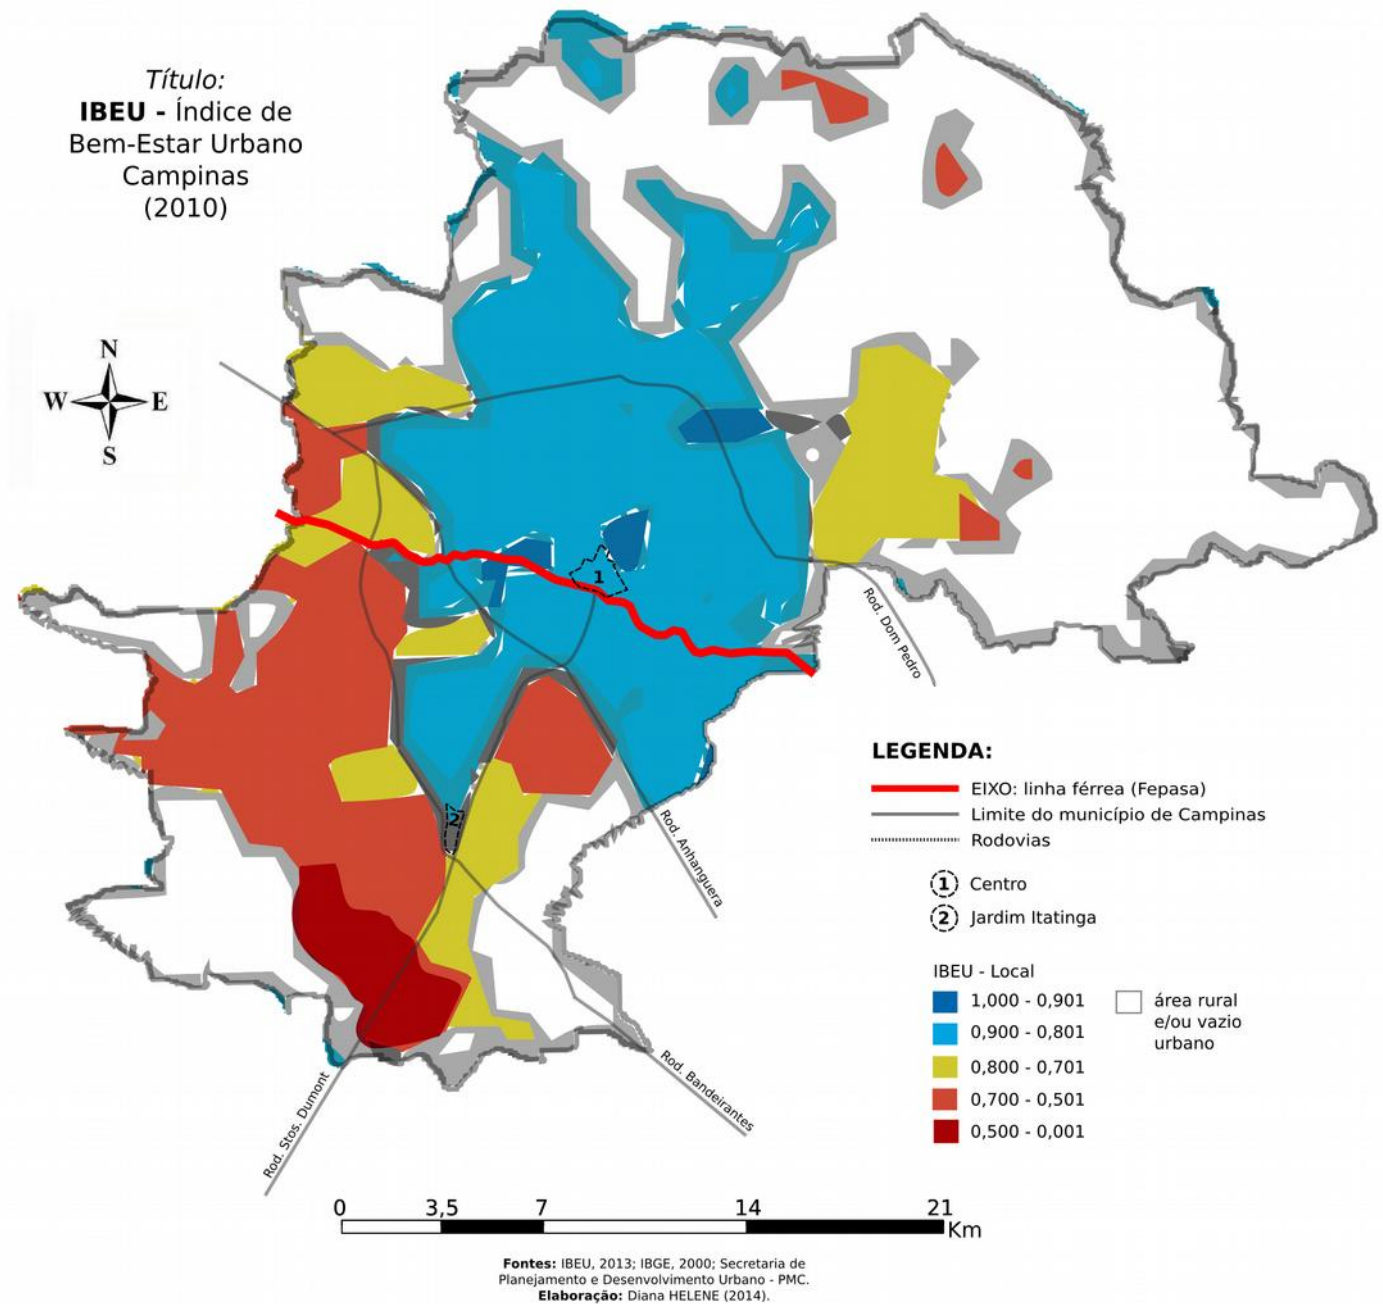 Título:
IBEU - Índice de
Bem-Estar Urbano
Campinas
(2010)
N
W E
S
1
2
Rod. Dom Pedro
Rod. Anhanguera
Rod. Bandeirantes
Rod. Stos. Dumont
LEGENDA:
EIXO: linha férrea (Fepasa)
Limite do município de Campinas
Rodovias
1 Centro
2 Jardim Itatinga
IBEU - Local
1,000 - 0,901
0,900 - 0,801
0,800 - 0,701
0,700 - 0,501
0,500 - 0,001
área rural
e/ou vazio
urbano
0 3,5 7 14 21
Km
Fontes: IBEU, 2013; IBGE, 2000; Secretaria de
Planejamento e Desenvolvimento Urbano - PMC.
Elaboração: Diana HELENE (2014).